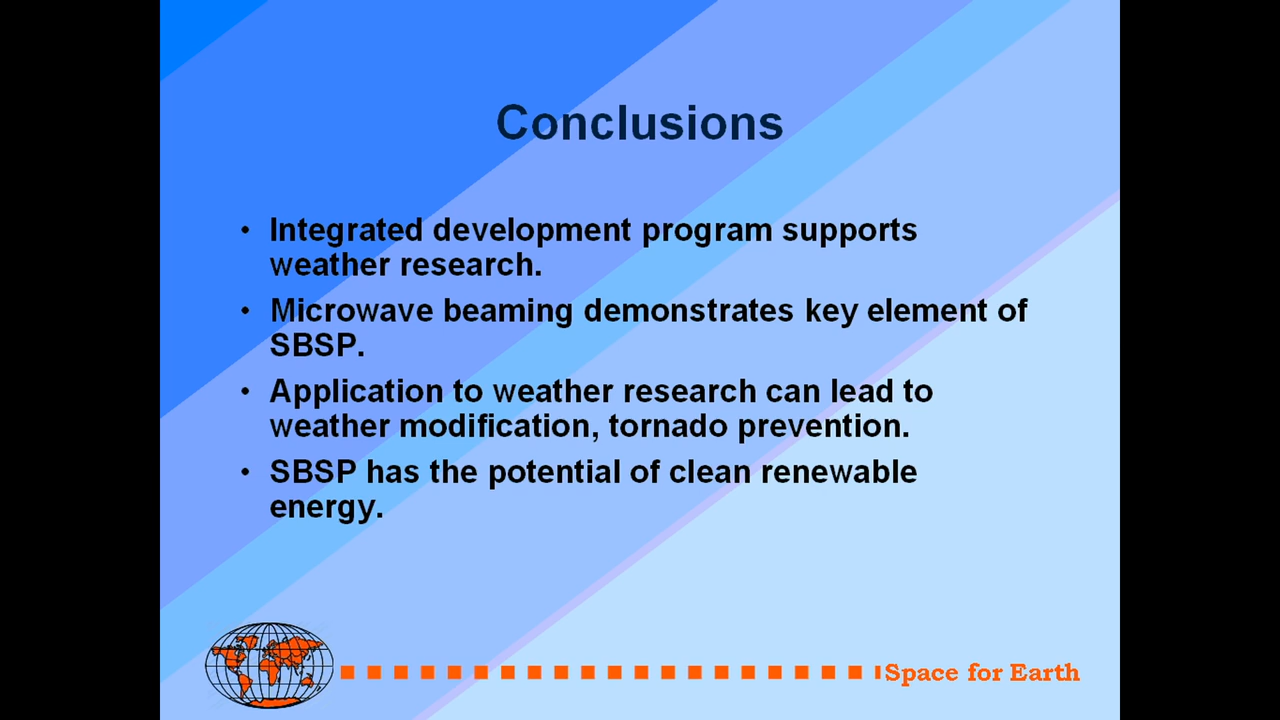 Conclusions
• Integrated development program supports
weather research.
• Microwave beaming demonstrates key element of
SBSP.
• Application to weather research can lead to
weather modification, tornado prevention.
• SBSP has the potential of clean renewable
energy.
Space for Earth